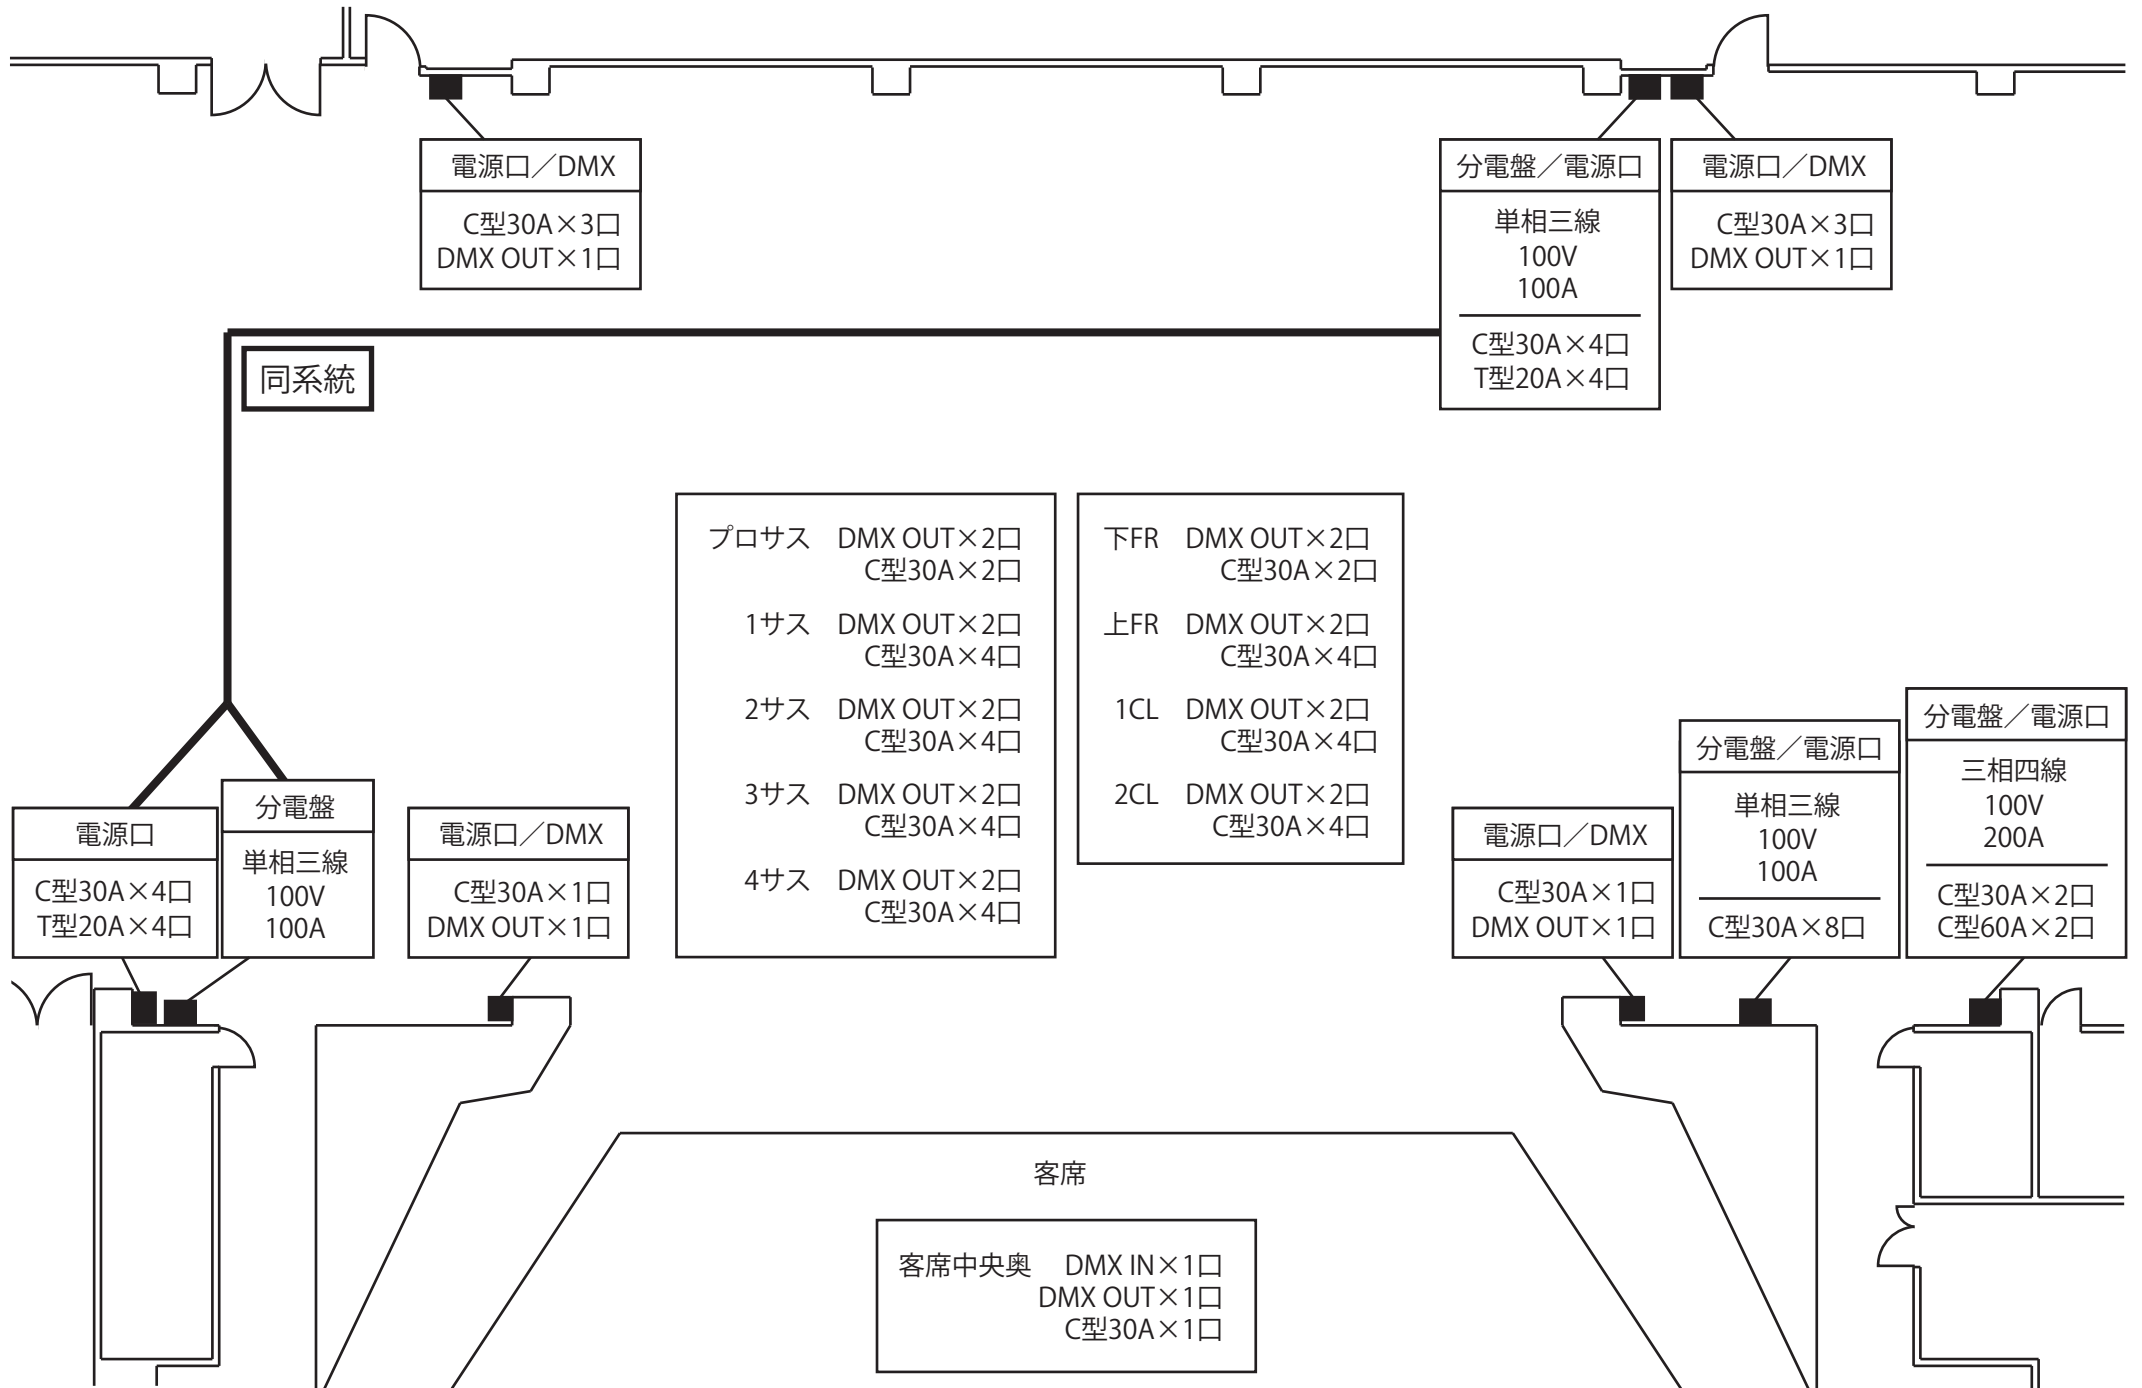 電源口／DMX
C型30A×3口
DMX OUT×1口
分電盤／電源口
単相三線
100V
100A
C型30A×4口
T型20A×4口
電源口／DMX
C型30A×3口
DMX OUT×1口
同系統
プロサス DMX OUT×2口
C型30A×2口
1サス DMX OUT×2口
C型30A×4口
2サス DMX OUT×2口
C型30A×4口
3サス DMX OUT×2口
C型30A×4口
4サス DMX OUT×2口
C型30A×4口
下FR DMX OUT×2口
C型30A×2口
上FR DMX OUT×2口
C型30A×4口
1CL DMX OUT×2口
C型30A×4口
2CL DMX OUT×2口
C型30A×4口
電源口
C型30A×4口
T型20A×4口
分電盤
単相三線
100V
100A
電源口／DMX
C型30A×1口
DMX OUT×1口
電源口／DMX
C型30A×1口
DMX OUT×1口
分電盤／電源口
単相三線
100V
100A
C型30A×8口
分電盤／電源口
三相四線
100V
200A
C型30A×2口
C型60A×2口
客席
客席中央奥 DMX IN×1口
DMX OUT×1口
C型30A×1口